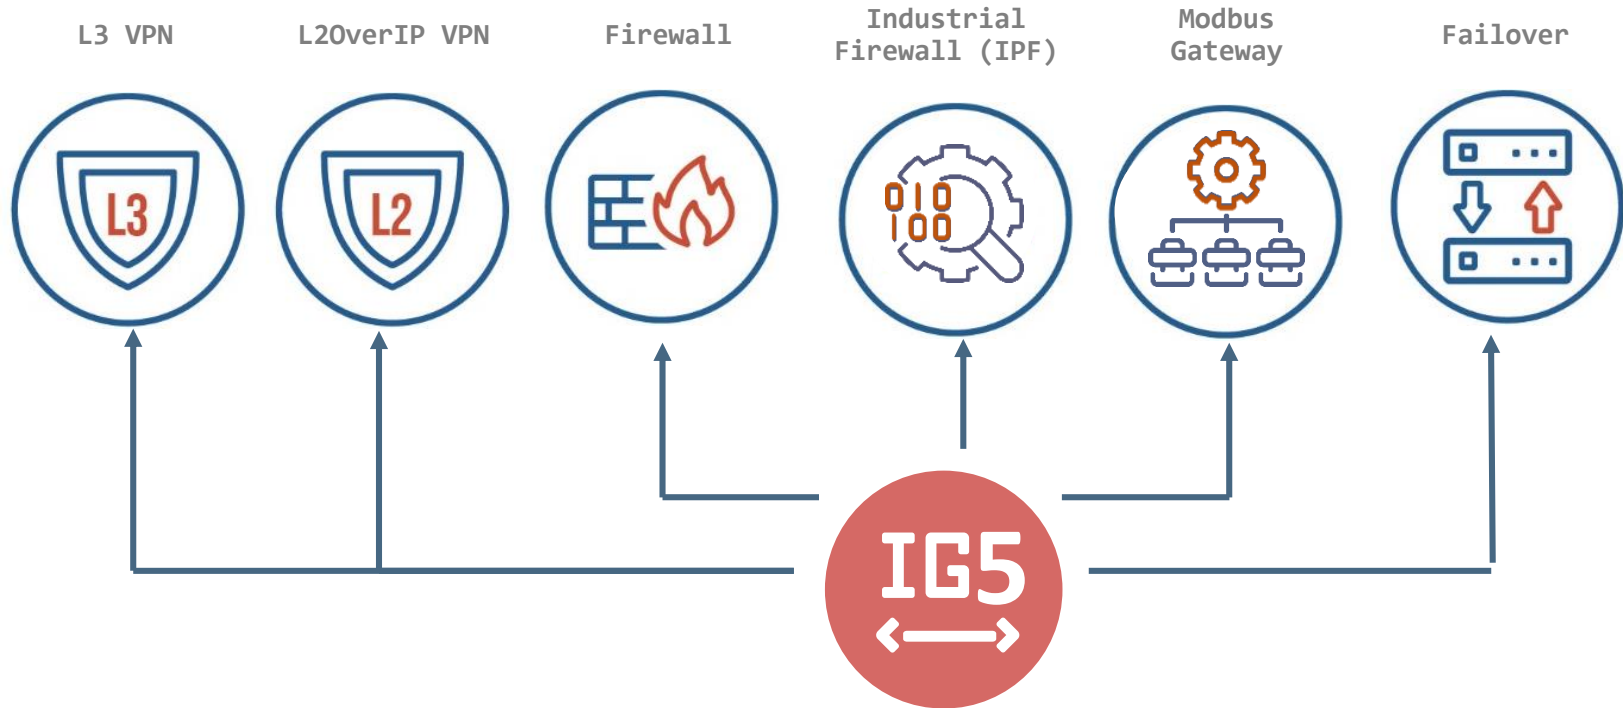 L3 VPN
L2OverIP VPN
Firewall
Industrial
Firewall (IPF)
Modbus
Gateway
Failover
L3
L2
010
100
IG5